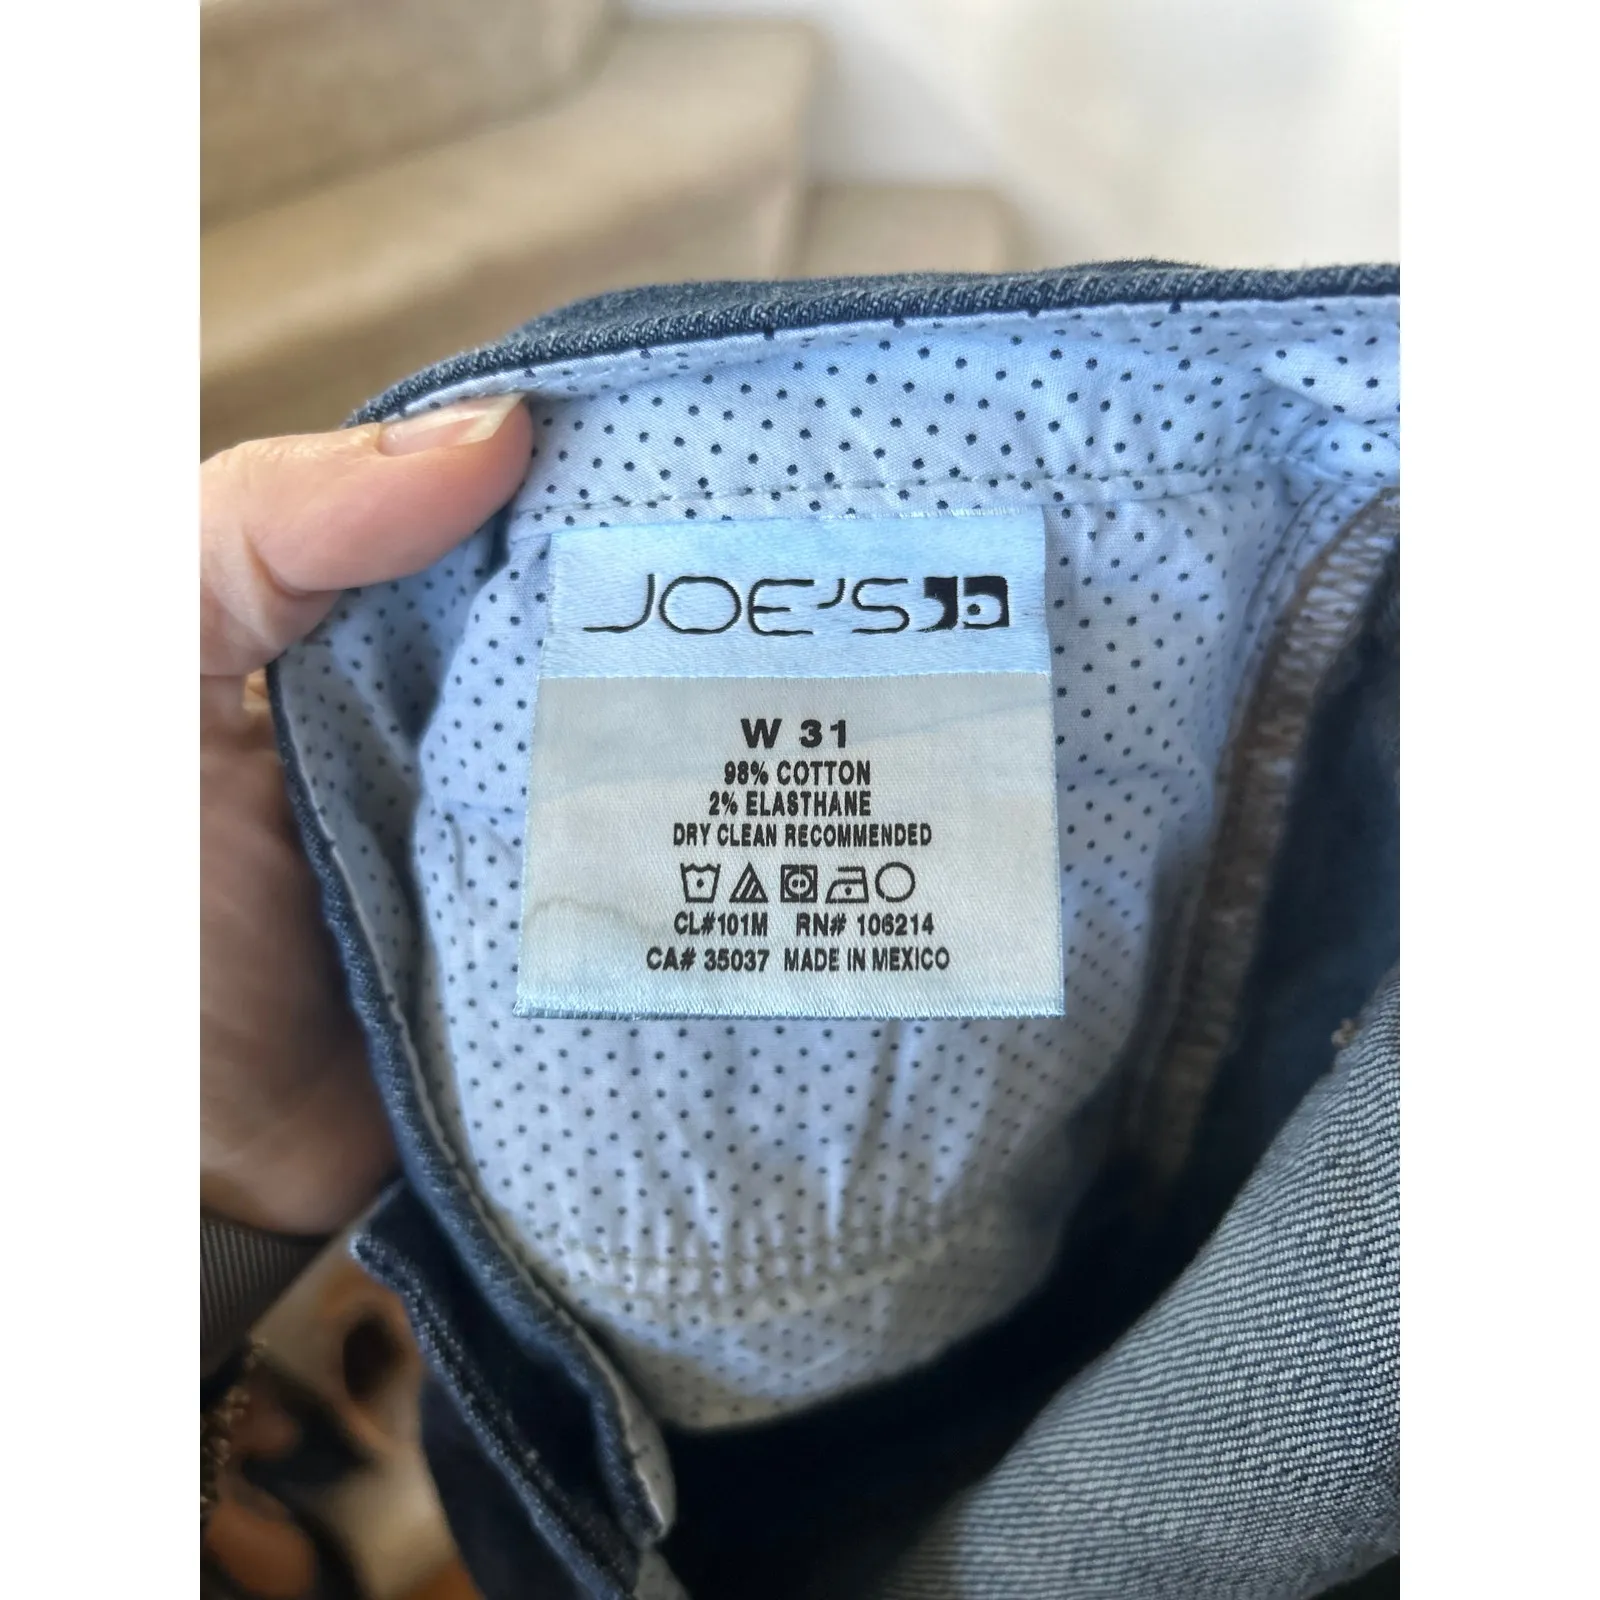 JOE'S
W 31
98% COTTON
2% ELASTHANE
DRY CLEAN RECOMMENDED
CL#101M RN# 106214
CA# 35037 MADE IN MEXICO